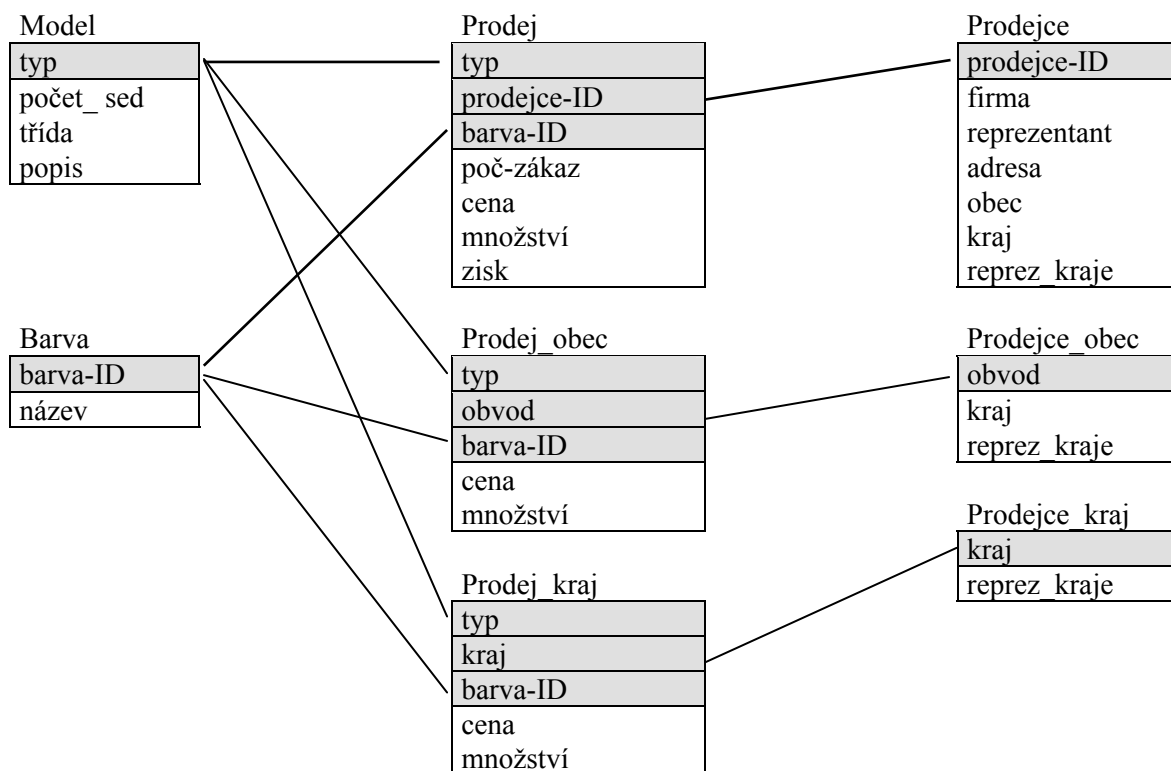 Model
typ
počet_ sed
třída
popis
Barva
barva-ID
název
Prodej
typ
prodejce-ID
barva-ID
poč-zákaz
cena
množství
zisk
Prodej_obec
typ
obvod
barva-ID
cena
množství
Prodej_kraj
typ
kraj
barva-ID
cena
množství
Prodejce
prodejce-ID
firma
reprezentant
adresa
obec
kraj
reprez_kraje
Prodejce_obec
obvod
kraj
reprez_kraje
Prodejce_kraj
kraj
reprez_kraje